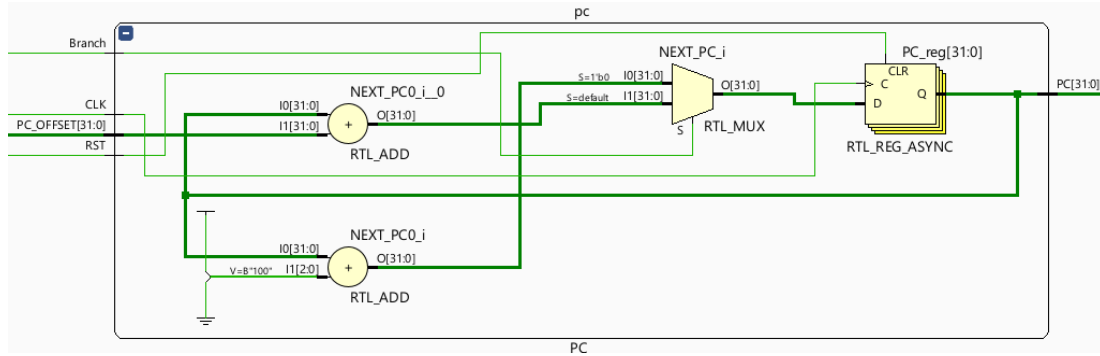 pc
Branch
CLK
PC_OFFSET[31:0]
RST
NEXT_PC0_i__0
I0[31:0]
I1[31:0]
+
O[31:0]
RTL_ADD
NEXT_PC0_i
I0[31:0]
V=B"100"
I1[2:0]
+
O[31:0]
RTL_ADD
NEXT_PC_i
S=1'b0
I0[31:0]
S=default
I1[31:0]
S
O[31:0]
RTL_MUX
PC_reg[31:0]
CLR
C
D
Q
RTL_REG_ASYNC
PC[31:0]
PC